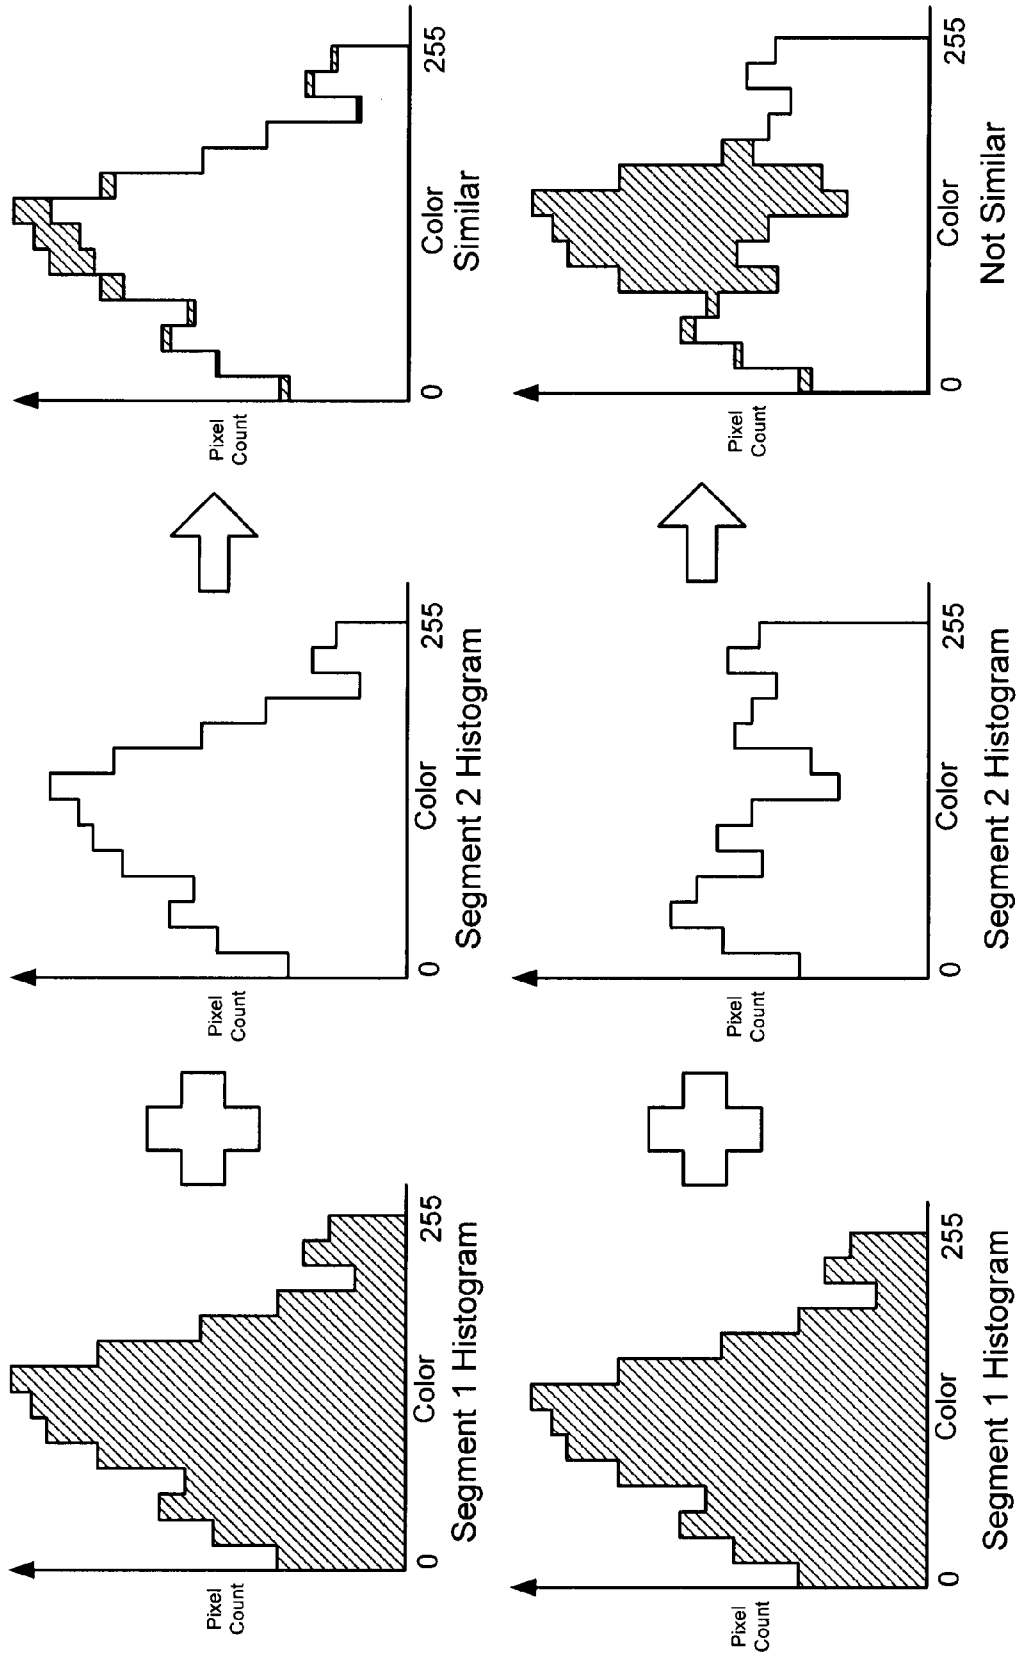 Pixel
Count
0 Color 255
Segment 1 Histogram
Pixel
Count
0 Color 255
Segment 2 Histogram
Pixel
Count
0 Color 255
Similar
Pixel
Count
0 Color 255
Segment 1 Histogram
Pixel
Count
0 Color 255
Segment 2 Histogram
Pixel
Count
0 Color 255
Not Similar